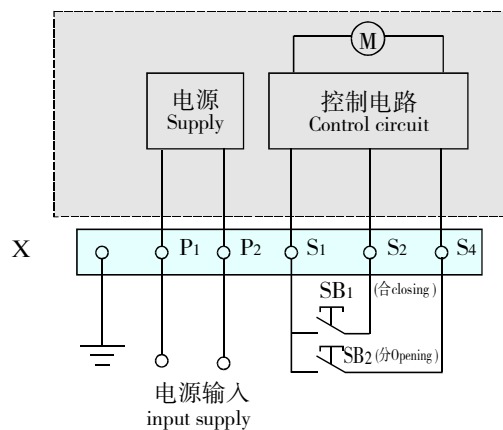 M
电源
Supply
控制电路
Control circuit
X
P1
P2
S1
S2
S4
SB1 (合closing)
SB2 (分Opening)
电源输入
input supply